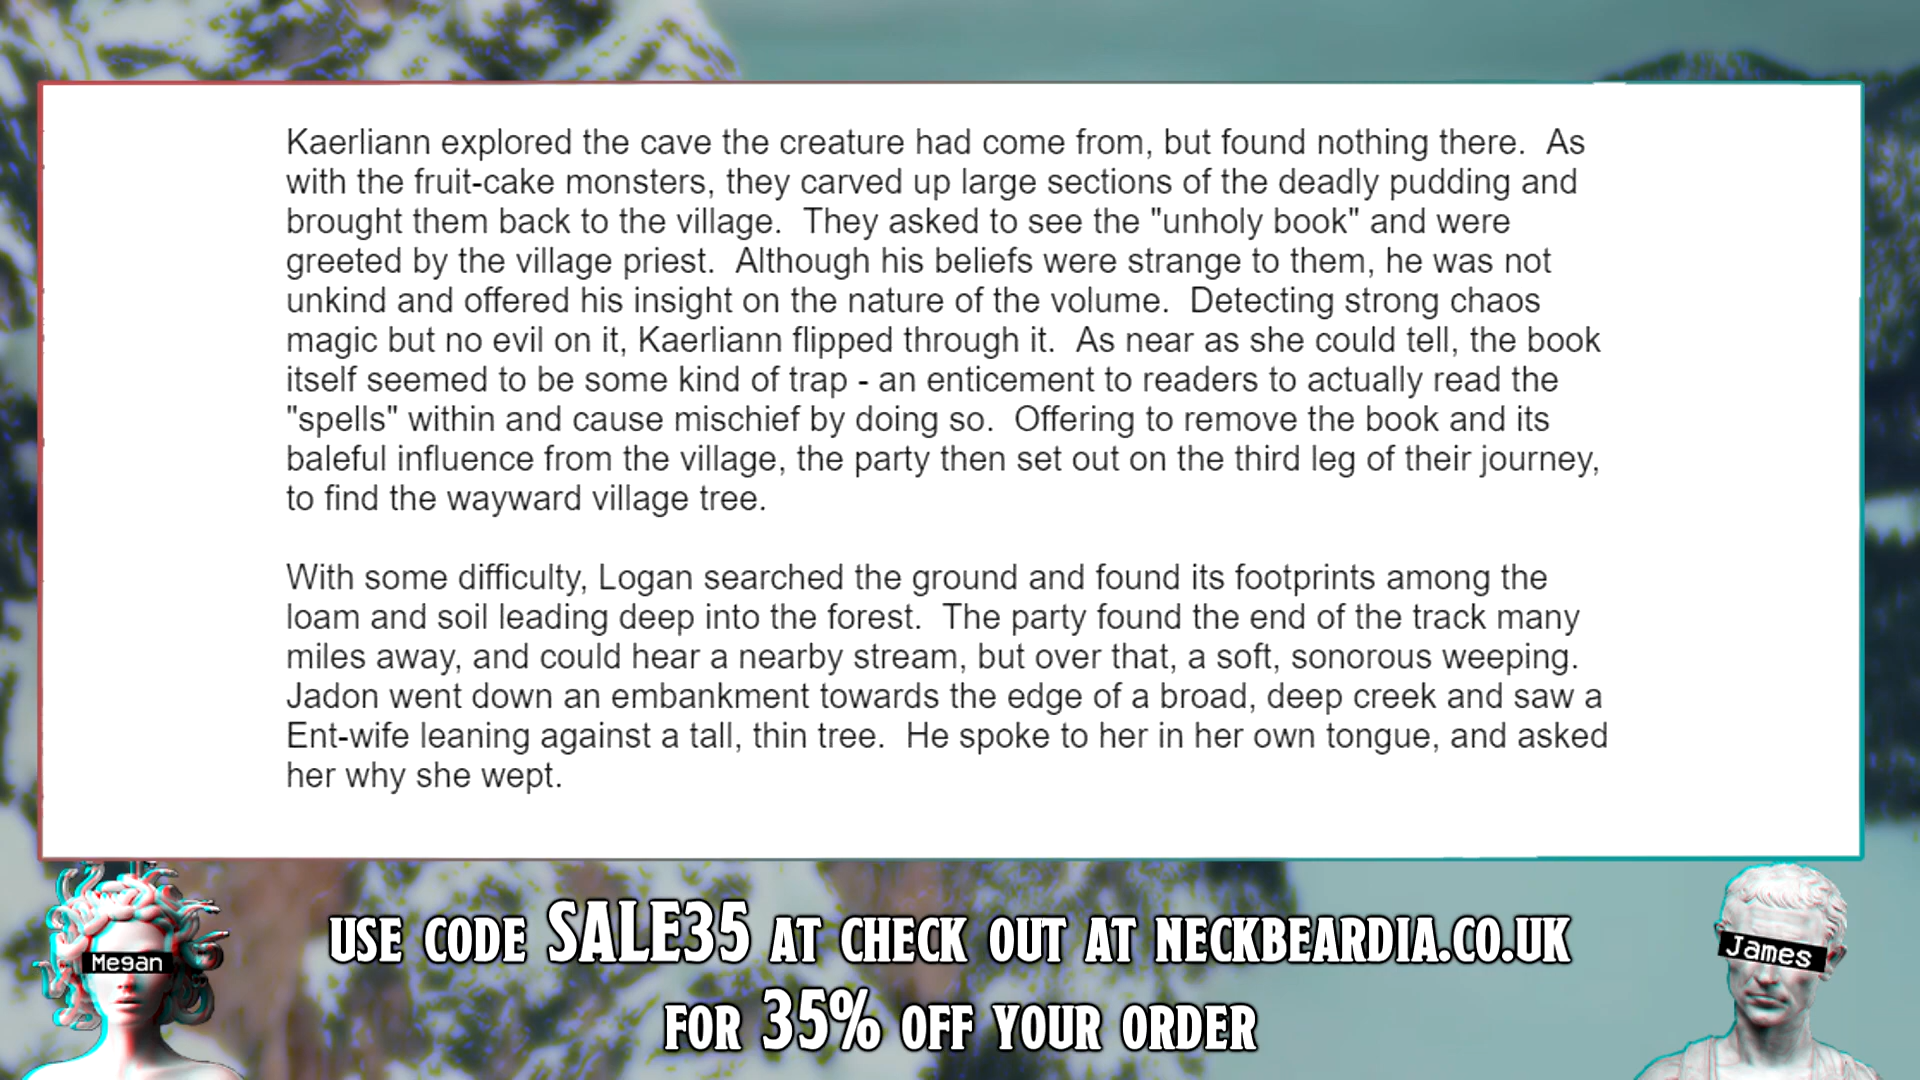 Kaerliann explored the cave the creature had come from, but found nothing there.  As
with the fruit-cake monsters, they carved up large sections of the deadly pudding and
brought them back to the village.  They asked to see the "unholy book" and were
greeted by the village priest.  Although his beliefs were strange to them, he was not
unkind and offered his insight on the nature of the volume.  Detecting strong chaos
magic but no evil on it, Kaerliann flipped through it.  As near as she could tell, the book
itself seemed to be some kind of trap - an enticement to readers to actually read the
"spells" within and cause mischief by doing so.  Offering to remove the book and its
baleful influence from the village, the party then set out on the third leg of their journey,
to find the wayward village tree.
With some difficulty, Logan searched the ground and found its footprints among the
loam and soil leading deep into the forest.  The party found the end of the track many
miles away, and could hear a nearby stream, but over that, a soft, sonorous weeping.
Jadon went down an embankment towards the edge of a broad, deep creek and saw a
Ent-wife leaning against a tall, thin tree.  He spoke to her in her own tongue, and asked
her why she wept.
USE CODE SALE35 AT CHECK OUT AT NECKBEARDIA.CO.UK
FOR 35% OFF YOUR ORDER
Megan
James